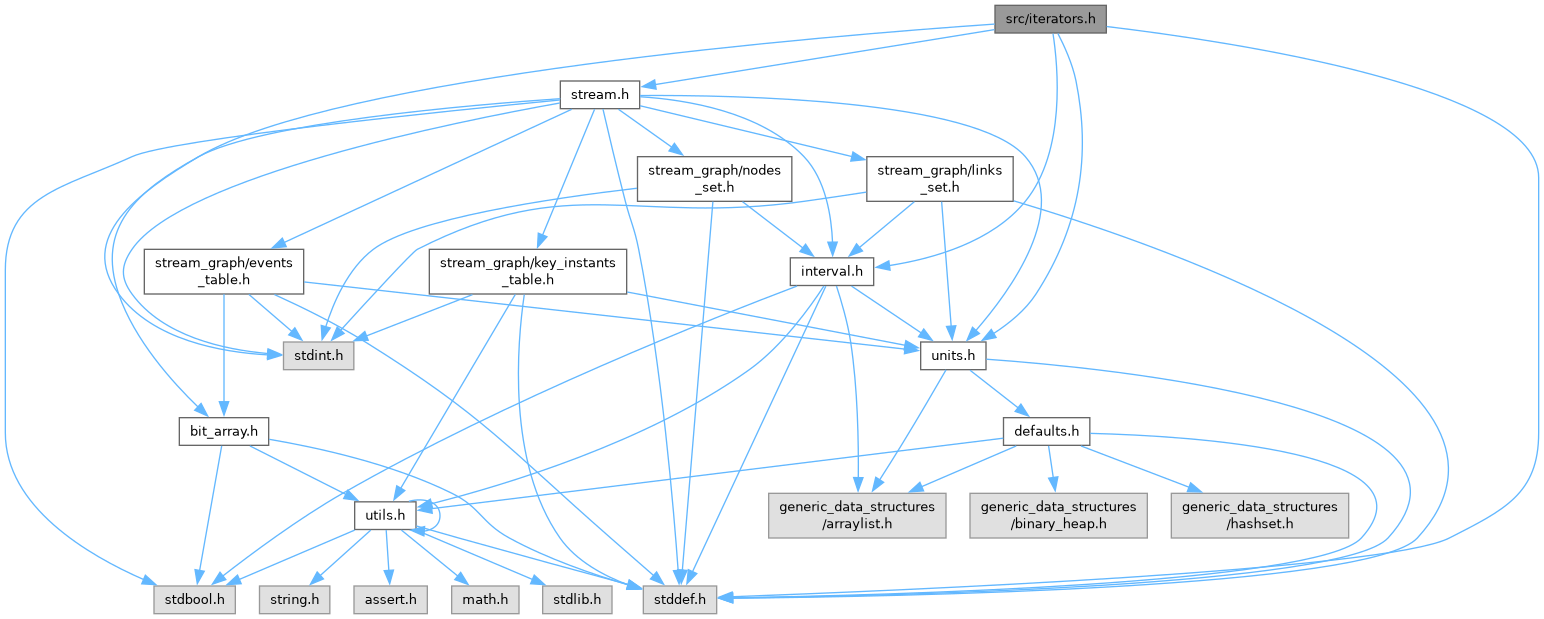 src/iterators.h
stream.h
stream_graph/nodes
_set.h
stream_graph/links
_set.h
stream_graph/events
_table.h
stream_graph/key_instants
_table.h
interval.h
stdint.h
units.h
bit_array.h
defaults.h
utils.h
generic_data_structures
/arraylist.h
generic_data_structures
/binary_heap.h
generic_data_structures
/hashset.h
stdbool.h
string.h
assert.h
math.h
stdlib.h
stddef.h